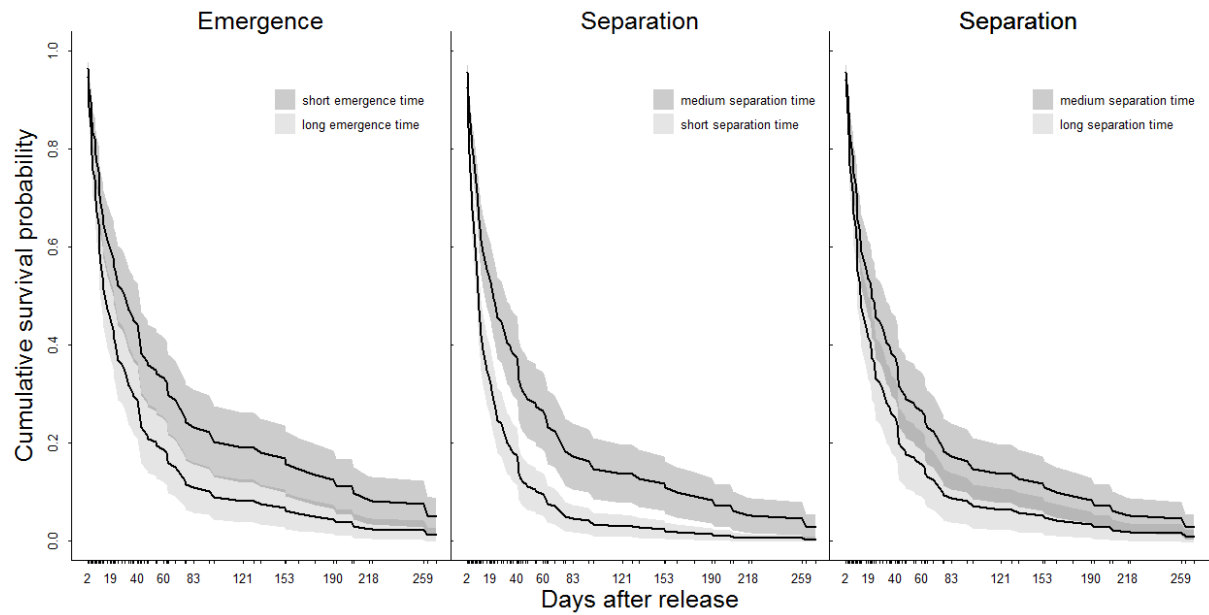 Emergence
Separation
Separation
Cumulative survival probability
1.0
0.8
0.6
0.4
0.2
0.0
short emergence time
long emergence time
medium separation time
short separation time
medium separation time
long separation time
2 19 40 60 83 121 153 190 218 259
2 19 40 60 83 121 153 190 218 259
2 19 40 60 83 121 153 190 218 259
Days after release